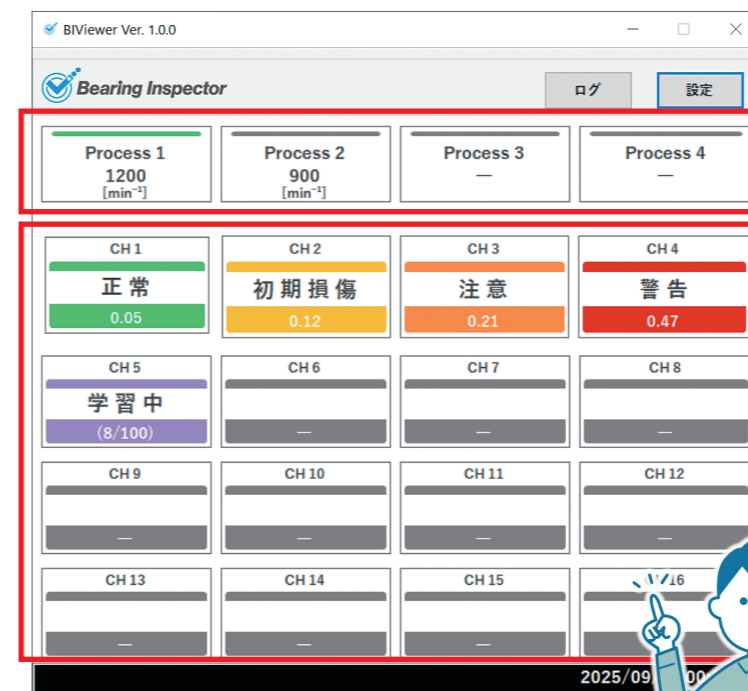 BIViewer Ver. 1.0.0
Bearing Inspector
ログ 設定
Process 1 Process 2 Process 3 Process 4
1200 900 — —
[min⁻¹] [min⁻¹]
CH 1 CH 2 CH 3 CH 4
正常 初期損傷 注意 警告
0.05 0.12 0.21 0.47
CH 5 CH 6 CH 7 CH 8
学習中
(8/100) — — —
CH 9 CH 10 CH 11 CH 12
— — — —
CH 13 CH 14 CH 15 16
— — —
2025/09